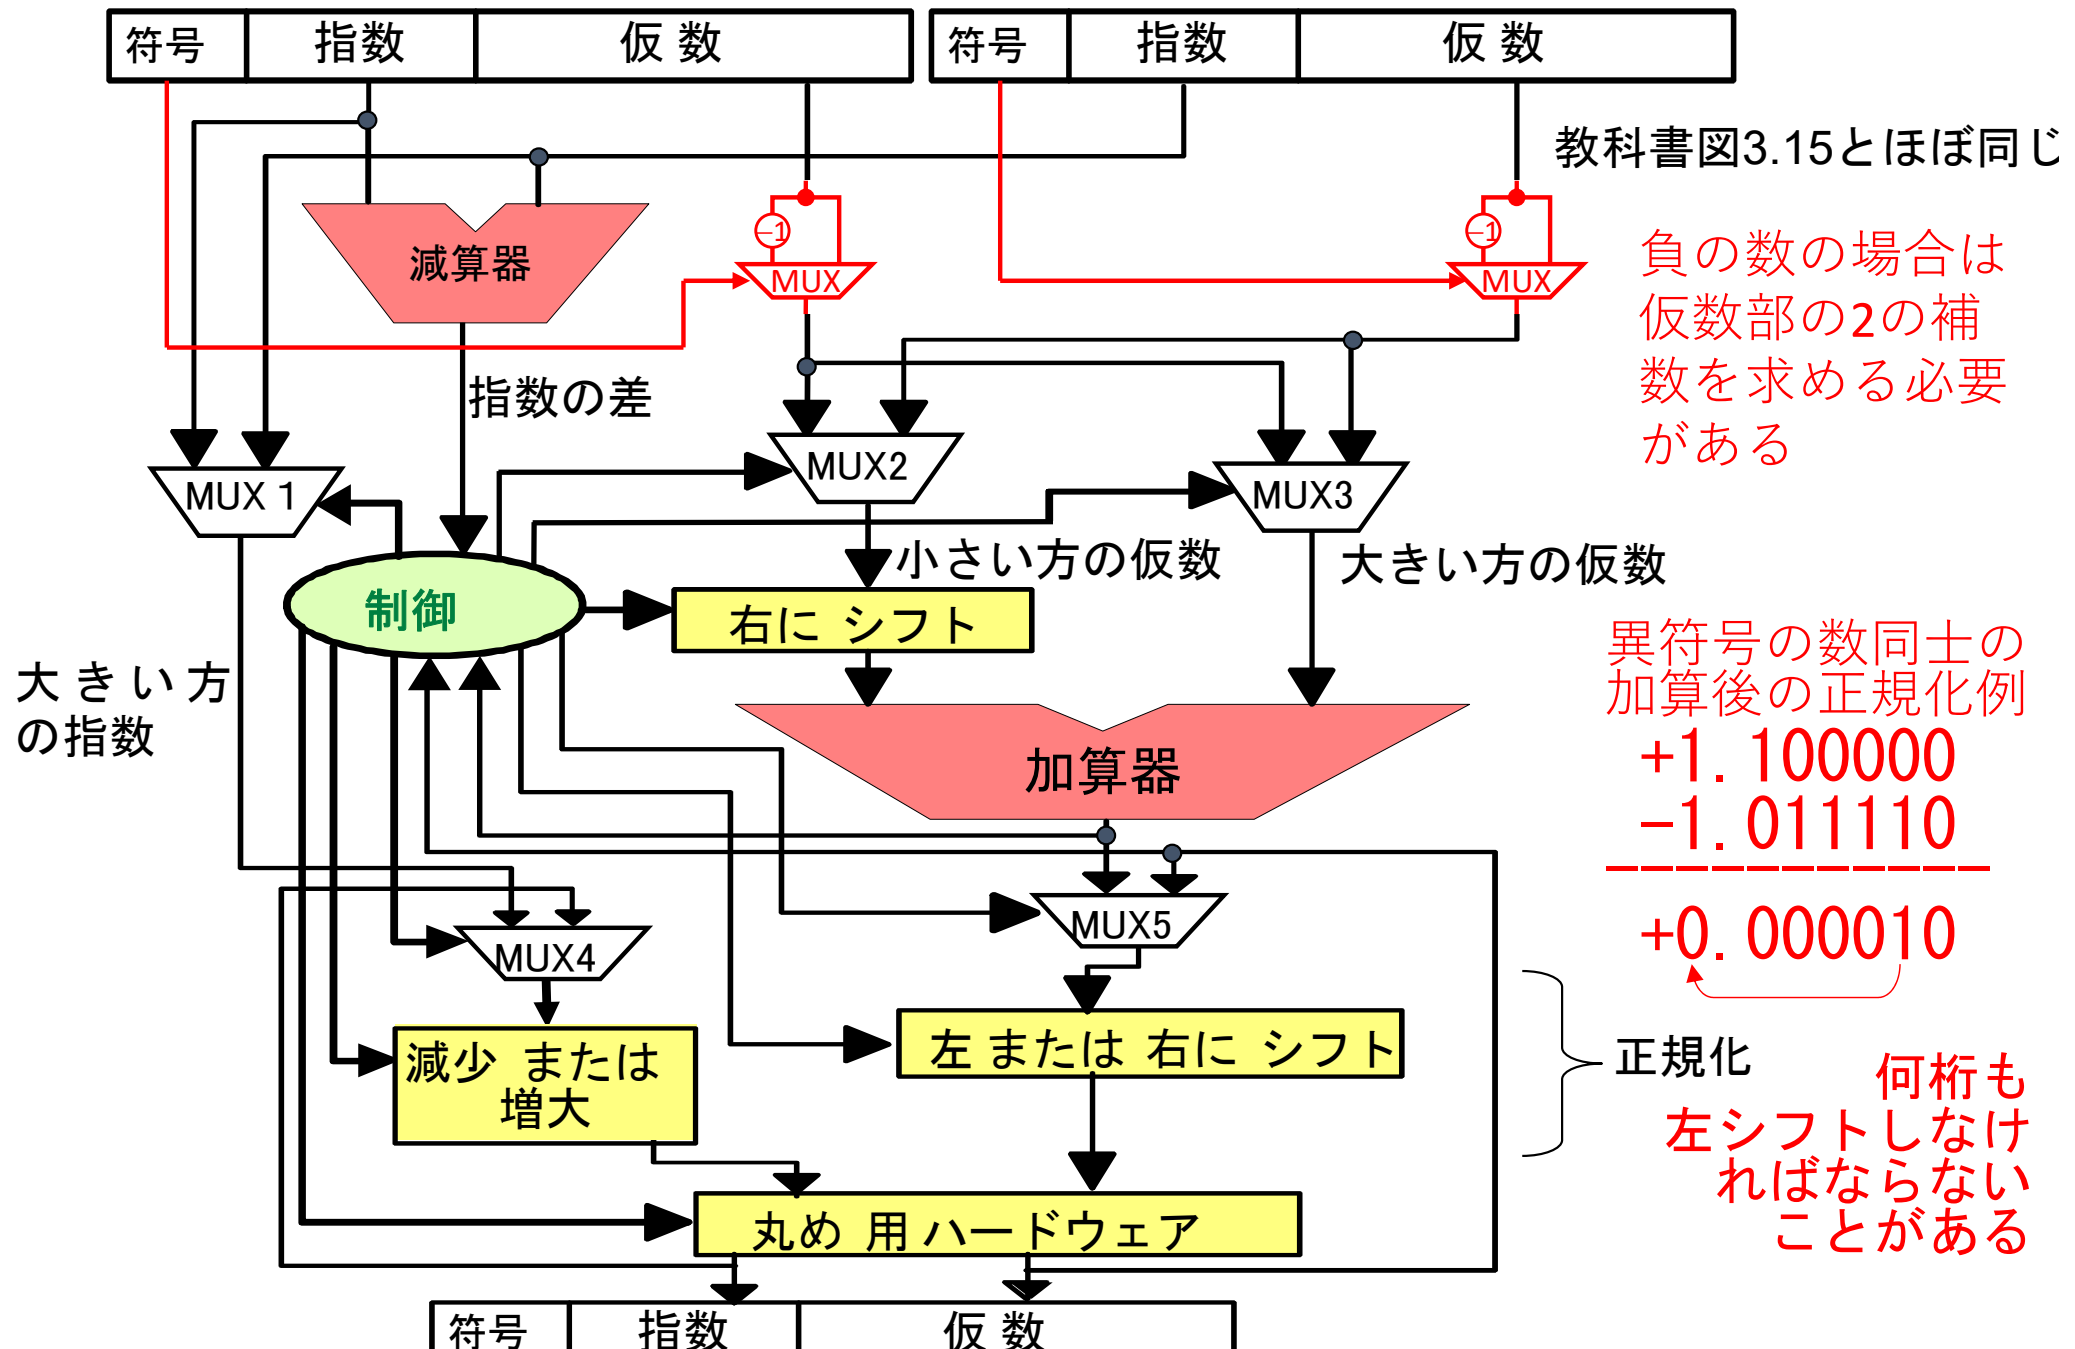 符号 指数 仮 数 符号 指数 仮 数
教科書図3.15とほぼ同じ
−1 −1
減算器 MUX MUX
負の数の場合は
仮数部の2の補
数を求める必要
がある
指数の差
MUX 1 MUX2 MUX3
小さい方の仮数 大きい方の仮数
制御 右に シフト
大きい方
の指数
加算器
異符号の数同士の
加算後の正規化例
+1. 100000
−1. 011110
+0. 000010
MUX4 MUX5
減少 または
増大
左 または 右に シフト
正規化
何桁も
左シフトしなけ
ればならない
ことがある
丸め 用 ハードウェア
符号 指数 仮 数